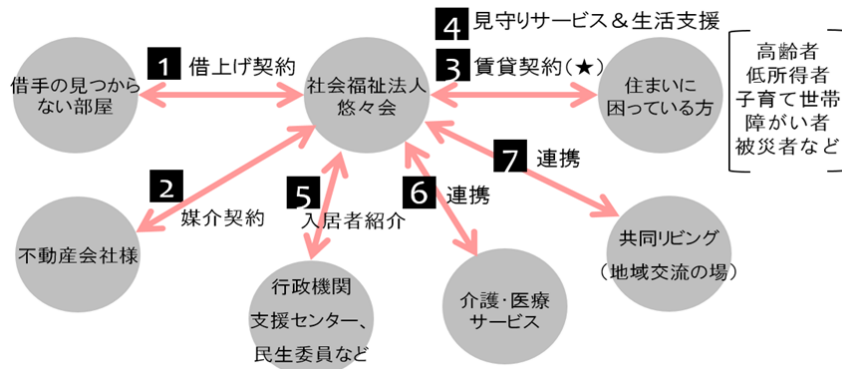 4 見守りサービス＆生活支援
1 借上げ契約
3 賃貸契約(★)
借手の見つから
ない部屋
社会福祉法人
悠々会
住まいに
困っている方
高齢者
低所得者
子育て世帯
障がい者
被災者など
2 媒介契約
5 入居者紹介
6 連携
7 連携
不動産会社様
行政機関
支援センター、
民生委員など
介護・医療
サービス
共同リビング
(地域交流の場)